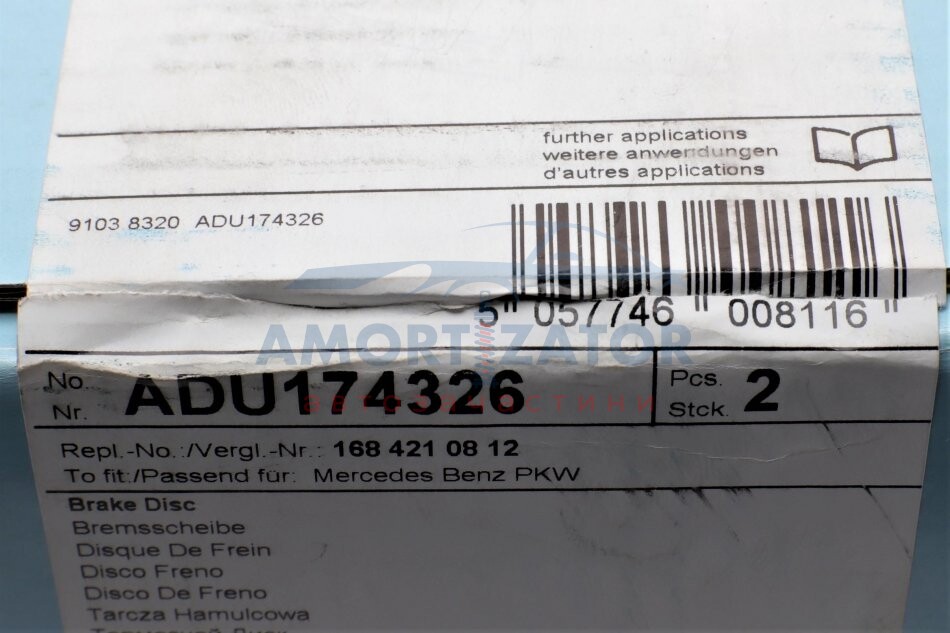 further applications
weitere anwendungen
d'autres applications
9103 8320 ADU174326
5" 057746 "008116"
AMORTIZATOR
автозапчастини
No. ADU174326
Nr.
Pcs. 2
Stck.
Repl.-No.:/Vergl.-Nr.: 168 421 08 12
To fit:/Passend für: Mercedes Benz PKW
Brake Disc
Bremsscheibe
Disque De Frein
Disco Freno
Disco De Freno
Tarcza Hamulcowa